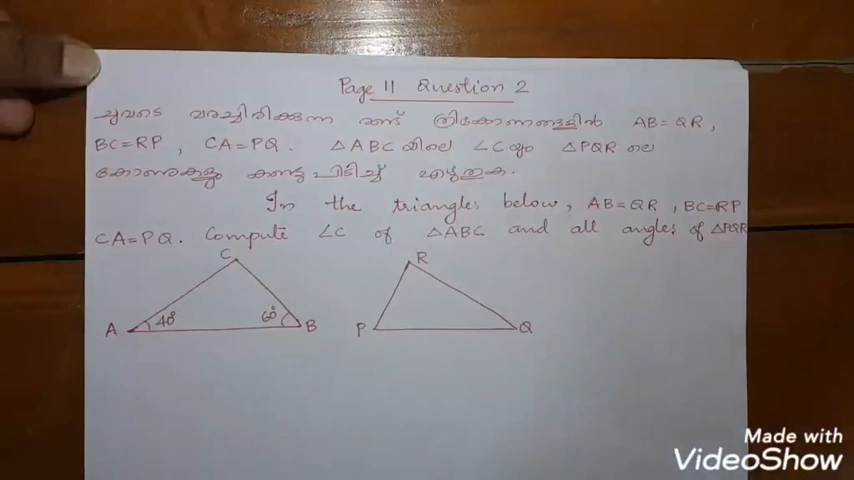 Page 11 Question 2
ചുവടെ വരച്ചിരിക്കുന്ന രണ്ട് ത്രികോണങ്ങളിൽ AB = QR ,
BC = RP , CA = PQ . △ABC യിലെ ∠C യും △PQR ലെ
കോണുകളും കണ്ടുപിടിച്ച് എഴുതുക.
In the triangles below, AB = QR , BC = RP
CA = PQ. Compute ∠C of △ABC and all angles of △PQR
C R
40° 60°
A B P Q
Made with
VideoShow